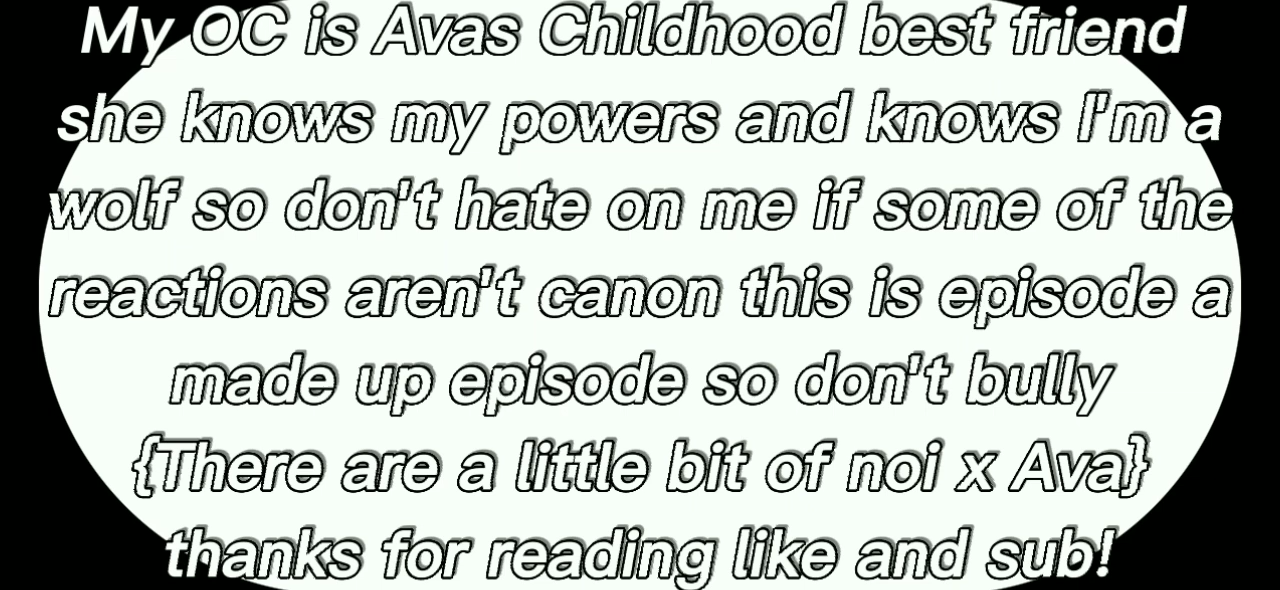 My OC is Avas Childhood best friend
she knows my powers and knows I'm a
wolf so don't hate on me if some of the
reactions aren't canon this is episode a
made up episode so don't bully
{There are a little bit of noi x Ava}
thanks for reading like and sub!